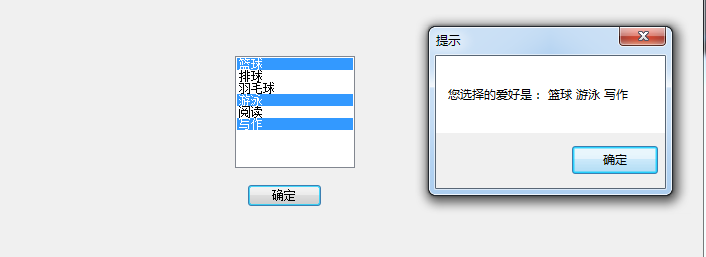 篮球
排球
羽毛球
游泳
阅读
写作
确定
提示
您选择的爱好是： 篮球 游泳 写作
确定